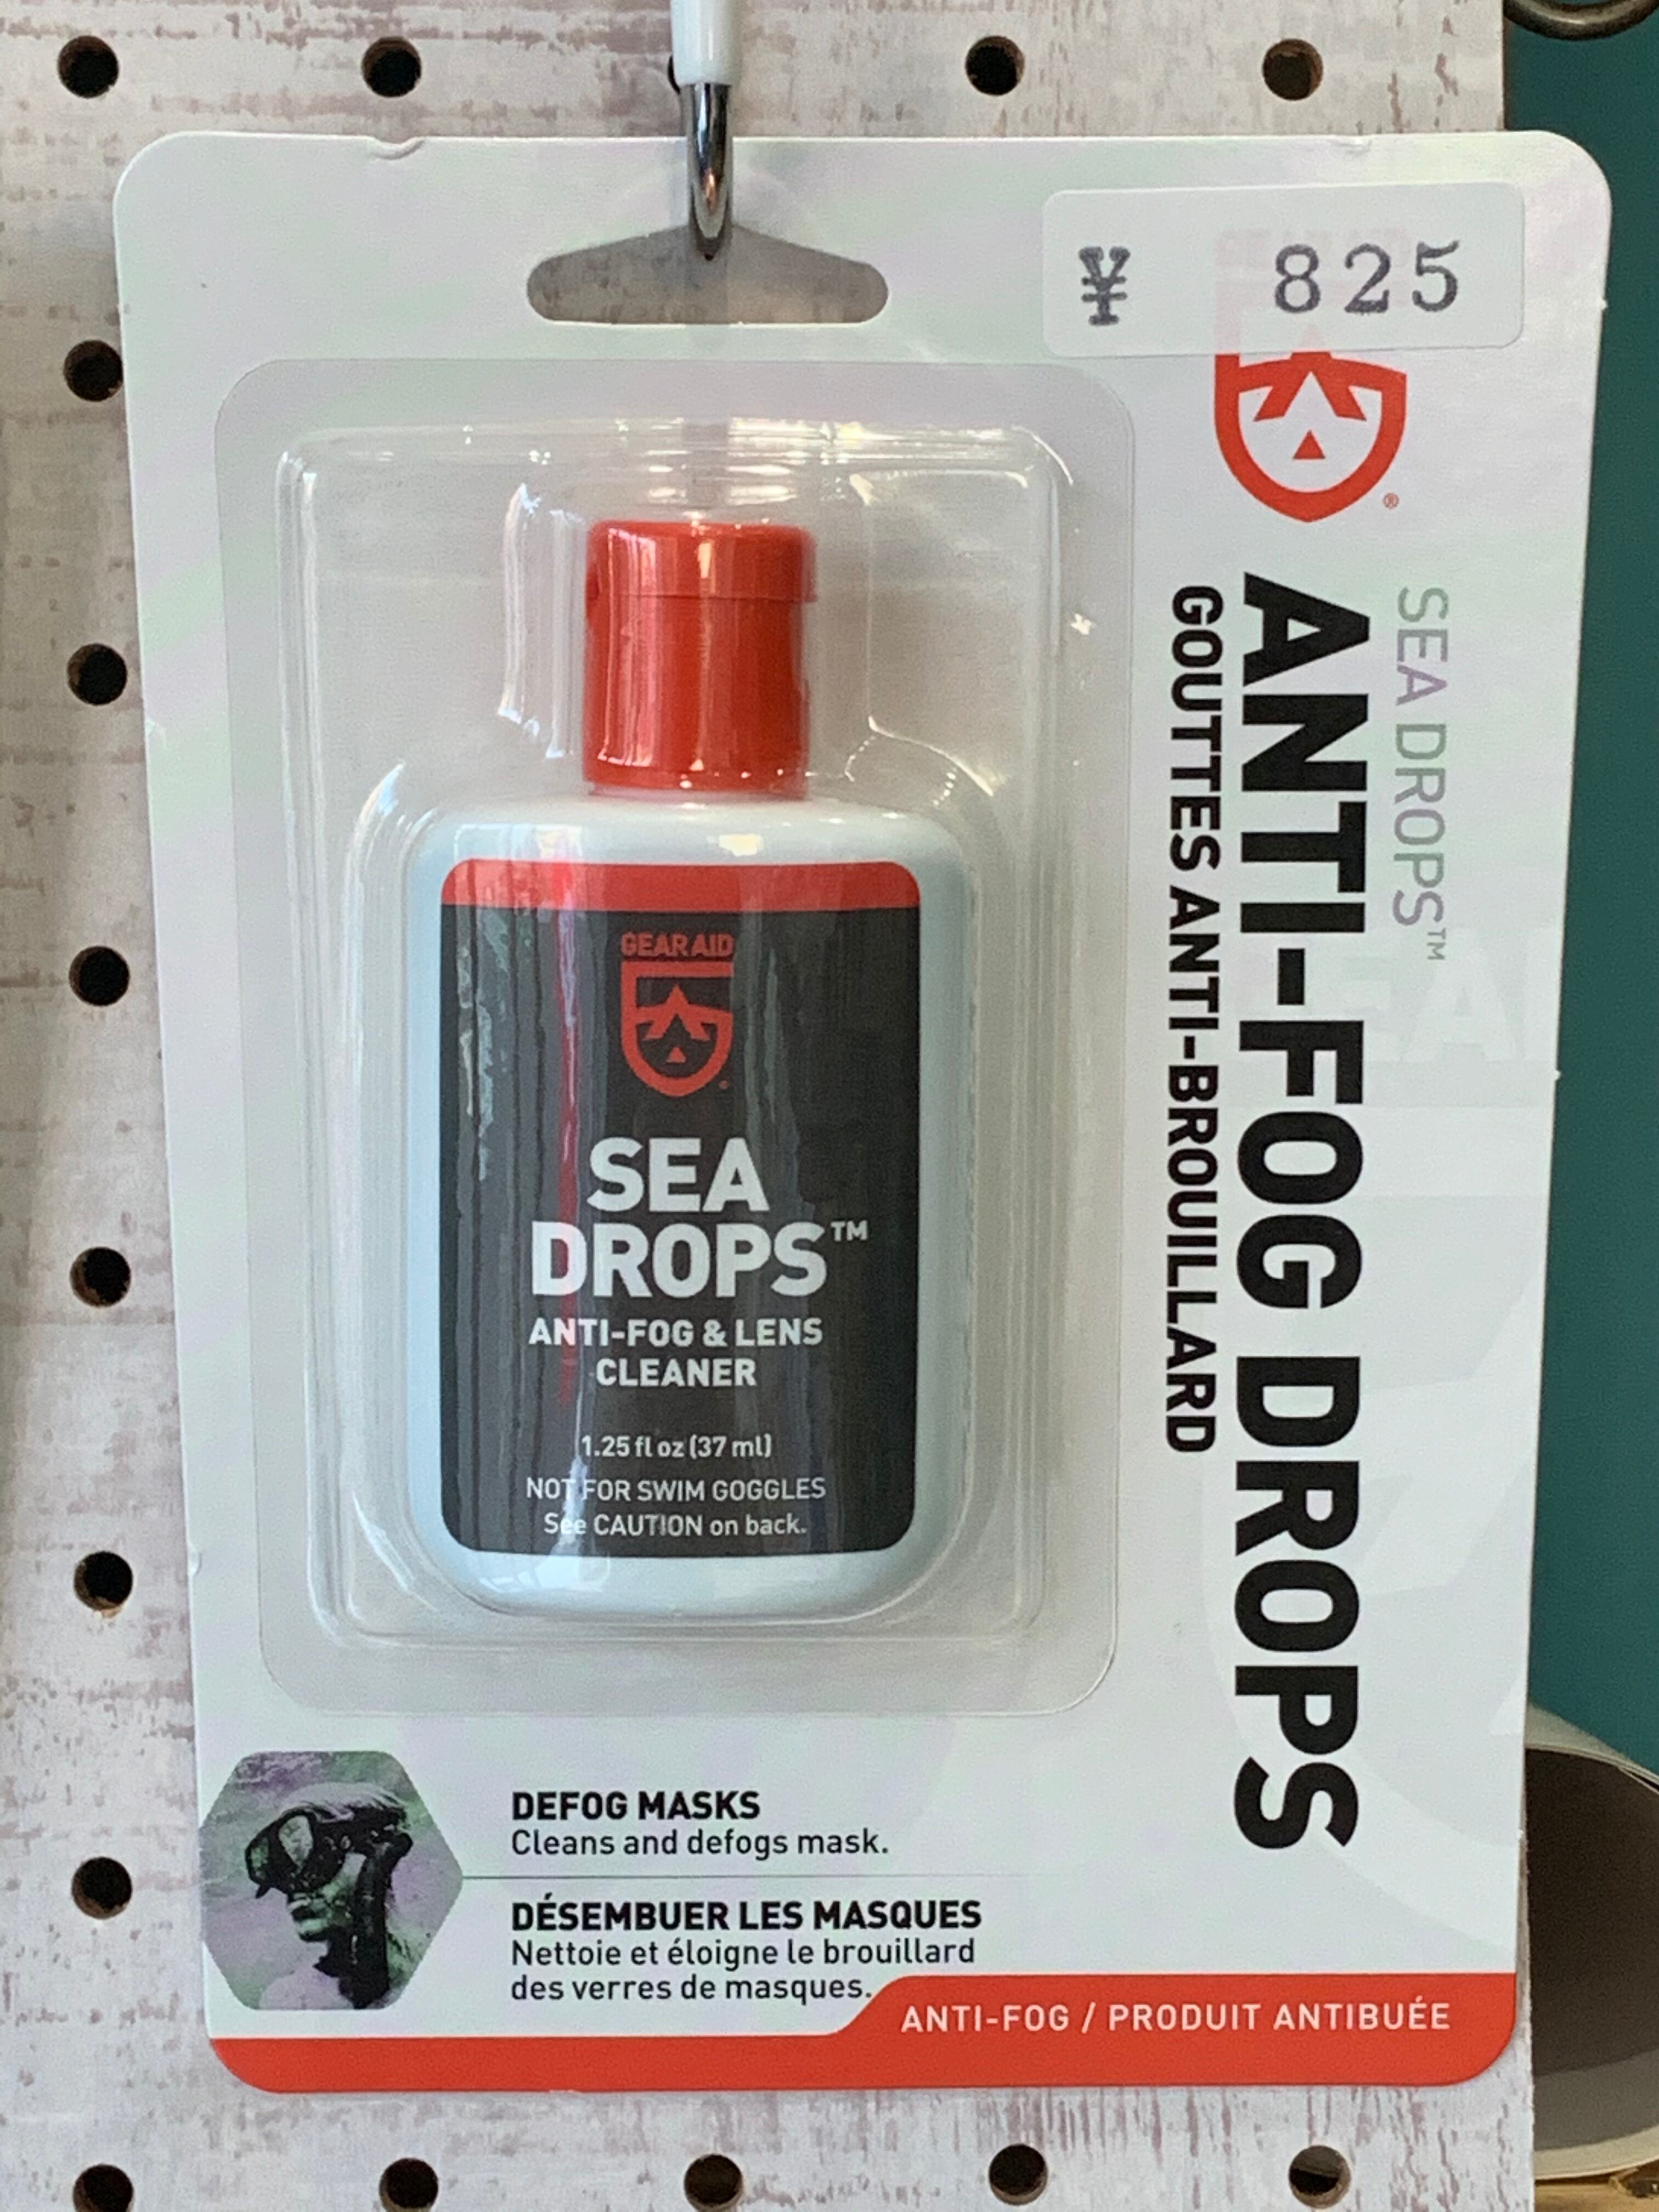 ¥ 825
SEA DROPS™
ANTI-FOG DROPS
GOUTTES ANTI-BROUILLARD
GEAR AID
SEA
DROPS™
ANTI-FOG & LENS
CLEANER
1.25 fl oz (37 ml)
NOT FOR SWIM GOGGLES
See CAUTION on back.
DEFOG MASKS
Cleans and defogs mask.
DÉSEMBUER LES MASQUES
Nettoie et éloigne le brouillard
des verres de masques.
ANTI-FOG / PRODUIT ANTIBUÉE